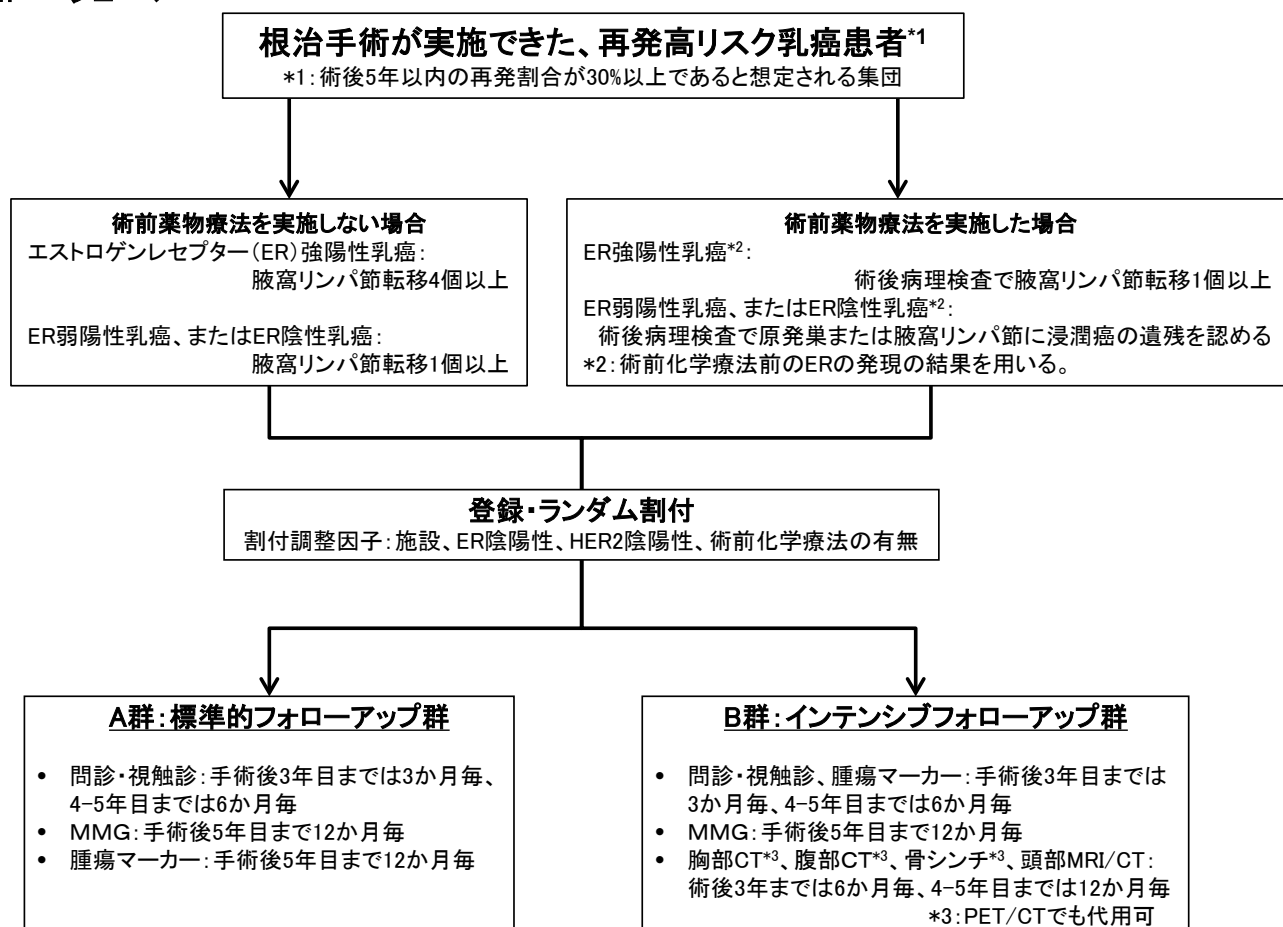 根治手術が実施できた、再発高リスク乳癌患者*1
*1：術後5年以内の再発割合が30%以上であると想定される集団
術前薬物療法を実施しない場合
エストロゲンレセプター（ER）強陽性乳癌：
腋窩リンパ節転移4個以上
ER弱陽性乳癌、またはER陰性乳癌：
腋窩リンパ節転移1個以上
術前薬物療法を実施した場合
ER強陽性乳癌*2：
術後病理検査で腋窩リンパ節転移1個以上
ER弱陽性乳癌、またはER陰性乳癌*2：
術後病理検査で原発巣または腋窩リンパ節に浸潤癌の遺残を認める
*2：術前化学療法前のERの発現の結果を用いる。
登録・ランダム割付
割付調整因子：施設、ER陰陽性、HER2陰陽性、術前化学療法の有無
A群：標準的フォローアップ群
• 問診・視触診：手術後3年目までは3か月毎、
4-5年目までは6か月毎
• ＭＭＧ：手術後5年目まで12か月毎
• 腫瘍マーカー：手術後5年目まで12か月毎
B群：インテンシブフォローアップ群
• 問診・視触診、腫瘍マーカー：手術後3年目までは
3か月毎、4-5年目までは6か月毎
• ＭＭＧ：手術後5年目まで12か月毎
• 胸部CT*3、腹部CT*3、骨シンチ*3、頭部MRI/CT：
術後3年までは6か月毎、4-5年目までは12か月毎
*3：PET/CTでも代用可